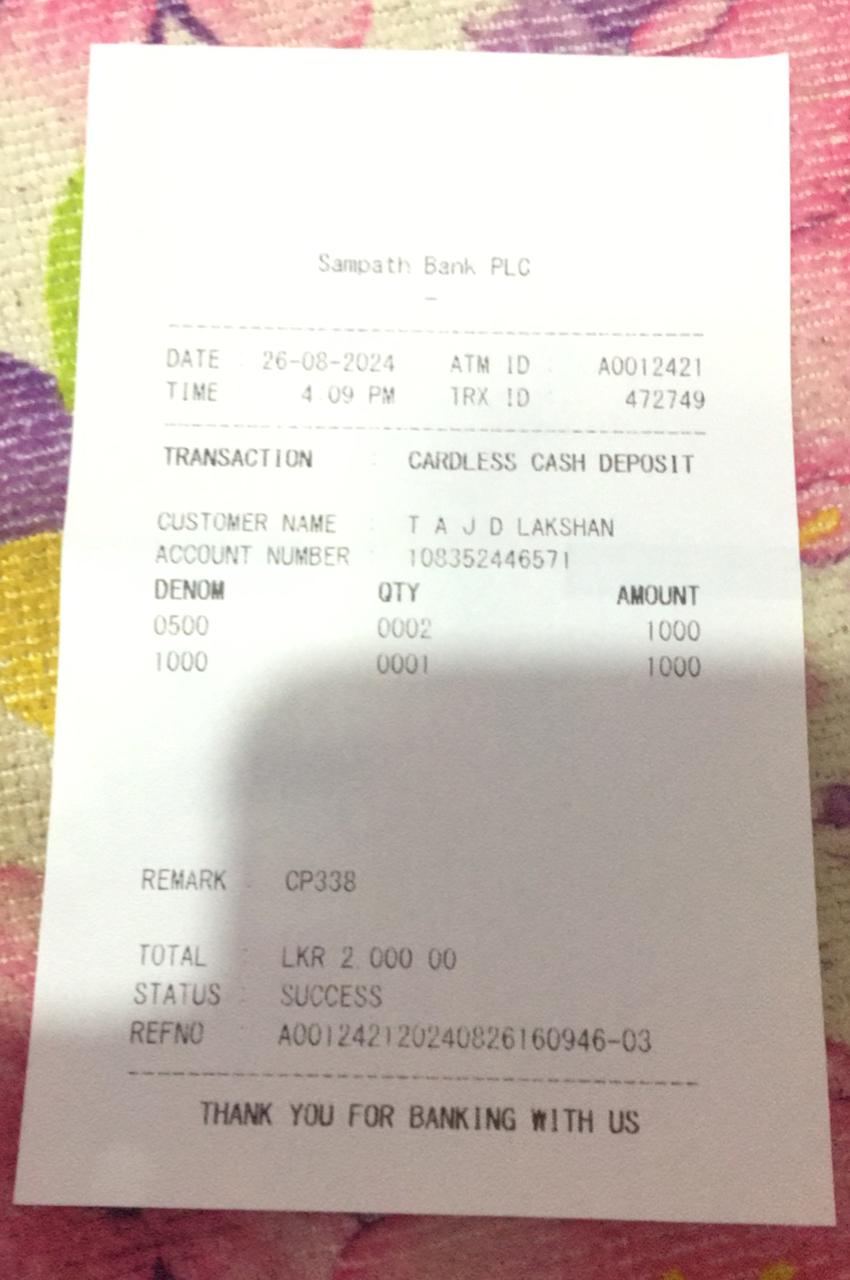 Sampath Bank PLC
-
--------------------------------------------------
DATE : 26-08-2024 ATM ID : A0012421
TIME 4 09 PM TRX ID : 472749
--------------------------------------------------
TRANSACTION : CARDLESS CASH DEPOSIT
CUSTOMER NAME : T A J D LAKSHAN
ACCOUNT NUMBER : 108352446571
DENOM QTY AMOUNT
0500 0002 1000
1000 0001 1000
REMARK : CP338
TOTAL : LKR 2 000 00
STATUS : SUCCESS
REFNO : A001242120240826160946-03
--------------------------------------------------
THANK YOU FOR BANKING WITH US